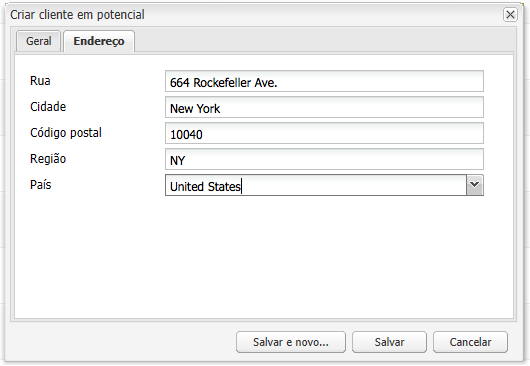 Criar cliente em potencial
Geral Endereço
Rua 664 Rockefeller Ave.
Cidade New York
Código postal 10040
Região NY
País United States
Salvar e novo... Salvar Cancelar